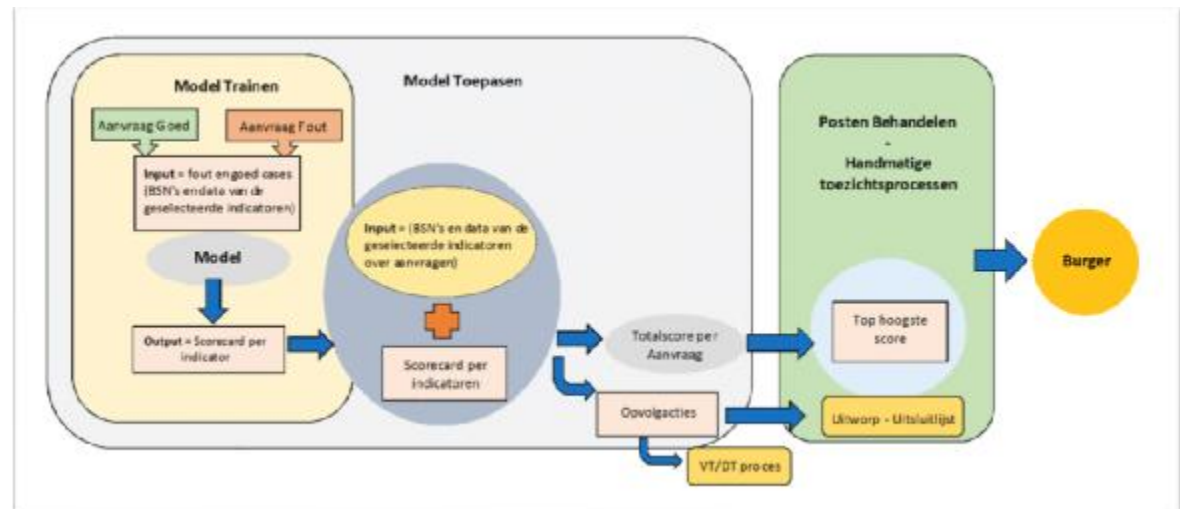 Model Trainen
Aanvraag Goed
Aanvraag Fout
Input = fout en goed cases
(BSN's en data van de
geselecteerde indicatoren)
Model
Output = Scorecard per
indicator
Model Toepasen
Input = (BSN's en data van de
geselecteerde indicatoren
over aanvragen)
Scorecard per
indicatoren
Totalscore per
Aanvraag
Opvolgacties
VT/DT proces
Posten Behandelen
-
Handmatige
toezichtsprocessen
Top hoogste
score
Uitworp - Uitsluitlijst
Burger